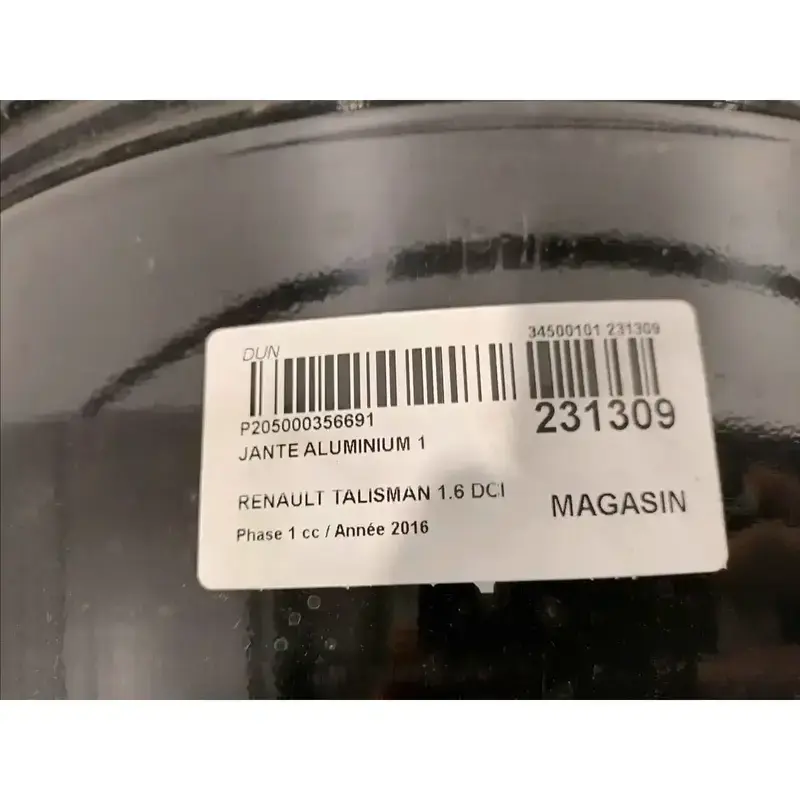 DUN
34500101 231309
P205000356691
231309
JANTE ALUMINIUM 1
RENAULT TALISMAN 1.6 DCI
MAGASIN
Phase 1 cc / Année 2016